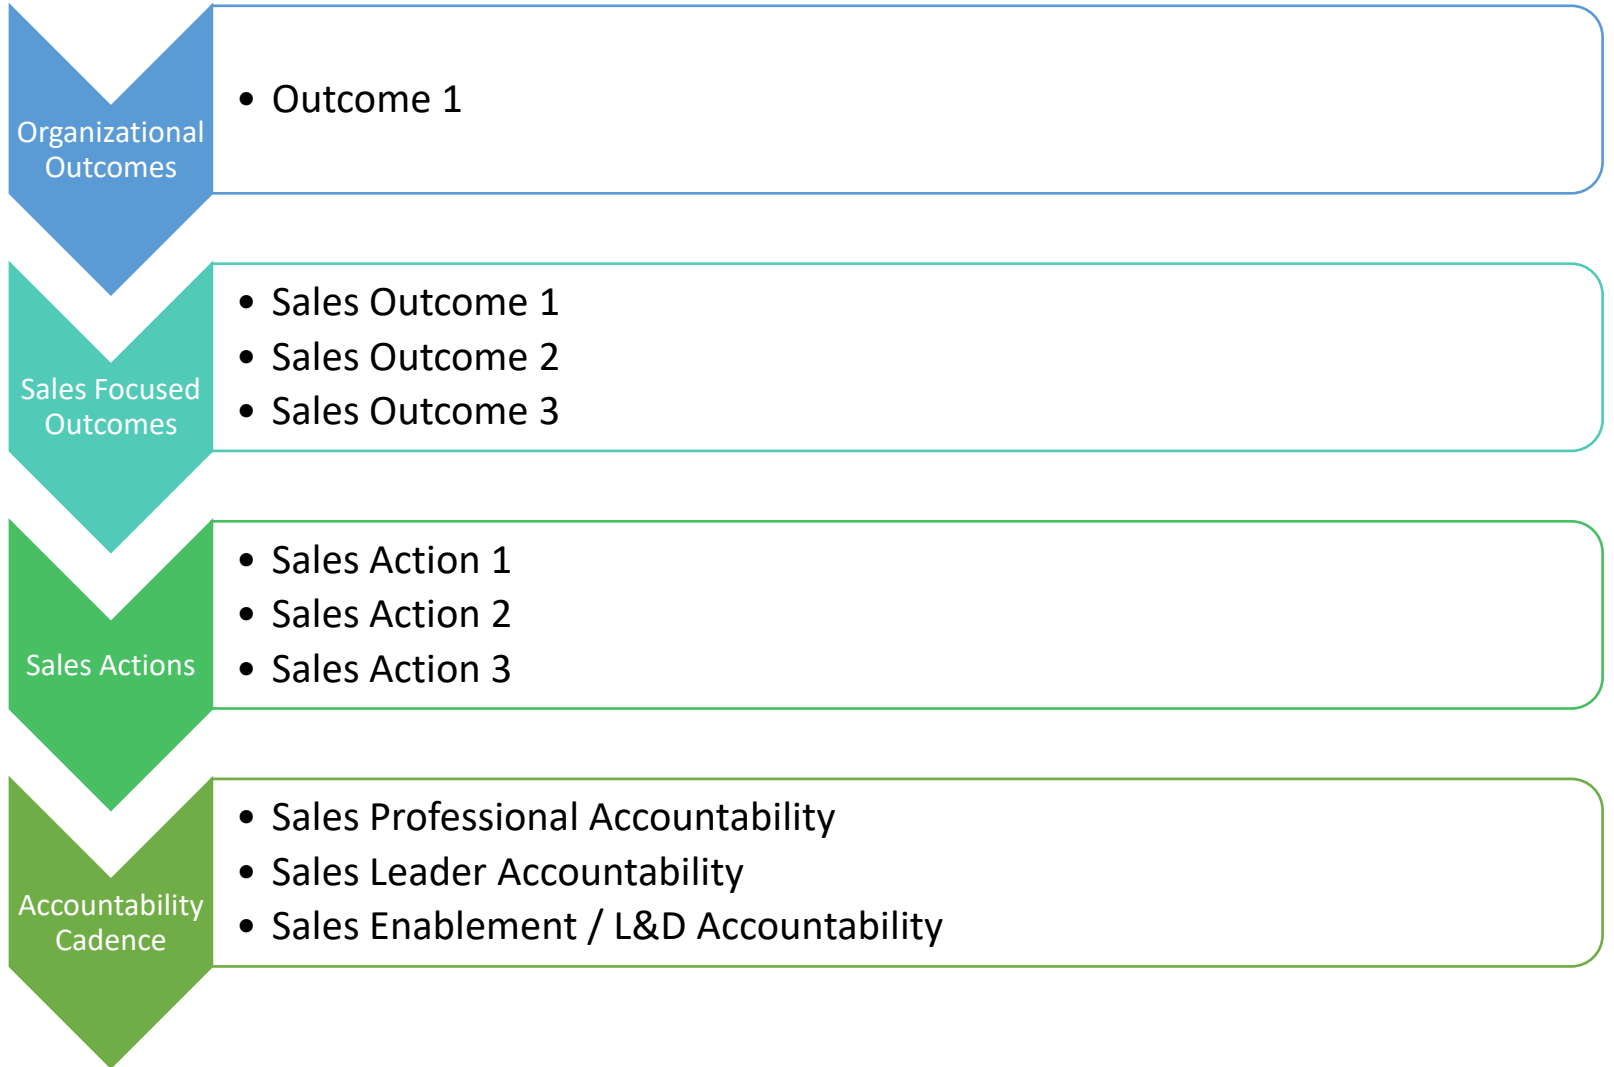 Organizational
Outcomes
• Outcome 1
Sales Focused
Outcomes
• Sales Outcome 1
• Sales Outcome 2
• Sales Outcome 3
Sales Actions
• Sales Action 1
• Sales Action 2
• Sales Action 3
Accountability
Cadence
• Sales Professional Accountability
• Sales Leader Accountability
• Sales Enablement / L&D Accountability